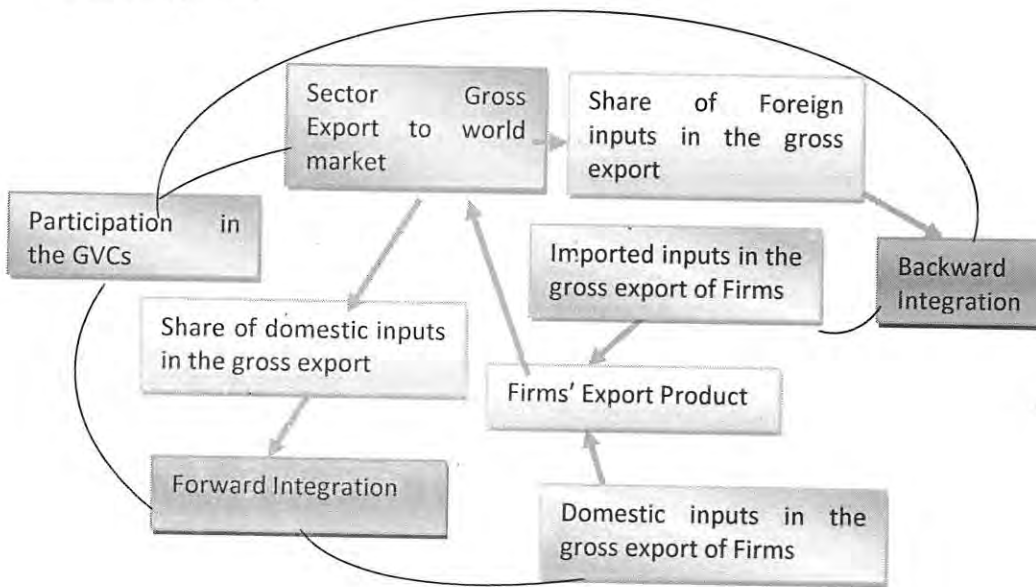 Sector Gross
Export to world
market
Share of Foreign
inputs in the gross
export
Participation in
the GVCs
Imported inputs in the
gross export of Firms
Backward
Integration
Share of domestic inputs
in the gross export
Firms' Export Product
Forward Integration
Domestic inputs in the
gross export of Firms